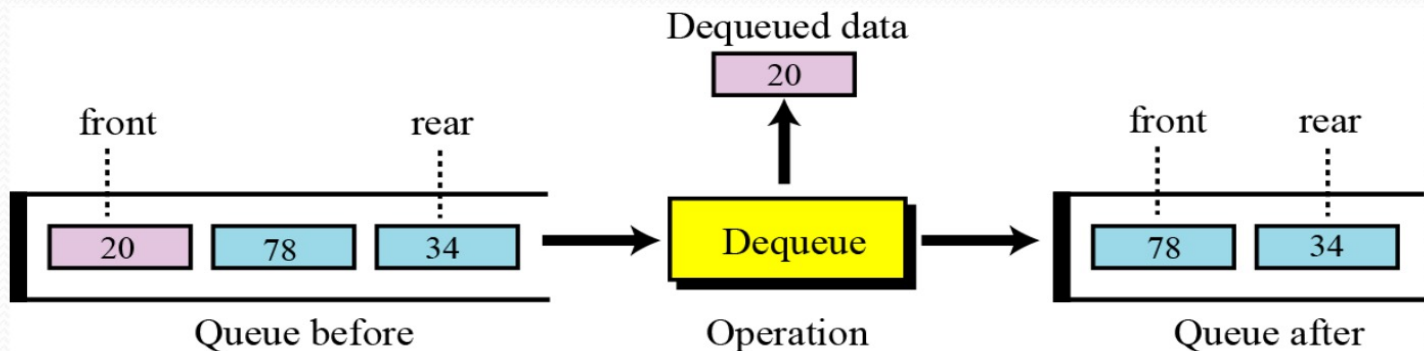 Dequeued data
20
front
rear
20
78
34
Queue before
Dequeue
Operation
front
rear
78
34
Queue after